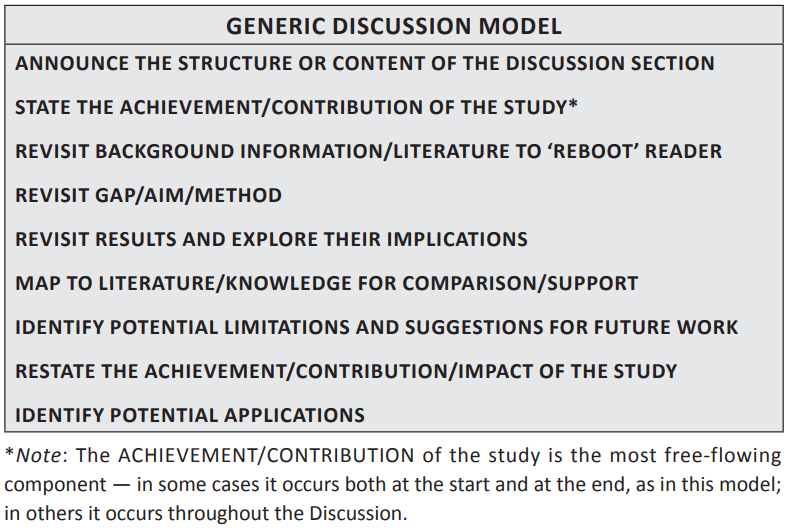 GENERIC DISCUSSION MODEL
ANNOUNCE THE STRUCTURE OR CONTENT OF THE DISCUSSION SECTION
STATE THE ACHIEVEMENT/CONTRIBUTION OF THE STUDY*
REVISIT BACKGROUND INFORMATION/LITERATURE TO ‘REBOOT’ READER
REVISIT GAP/AIM/METHOD
REVISIT RESULTS AND EXPLORE THEIR IMPLICATIONS
MAP TO LITERATURE/KNOWLEDGE FOR COMPARISON/SUPPORT
IDENTIFY POTENTIAL LIMITATIONS AND SUGGESTIONS FOR FUTURE WORK
RESTATE THE ACHIEVEMENT/CONTRIBUTION/IMPACT OF THE STUDY
IDENTIFY POTENTIAL APPLICATIONS
*Note: The ACHIEVEMENT/CONTRIBUTION of the study is the most free-flowing
component — in some cases it occurs both at the start and at the end, as in this model;
in others it occurs throughout the Discussion.